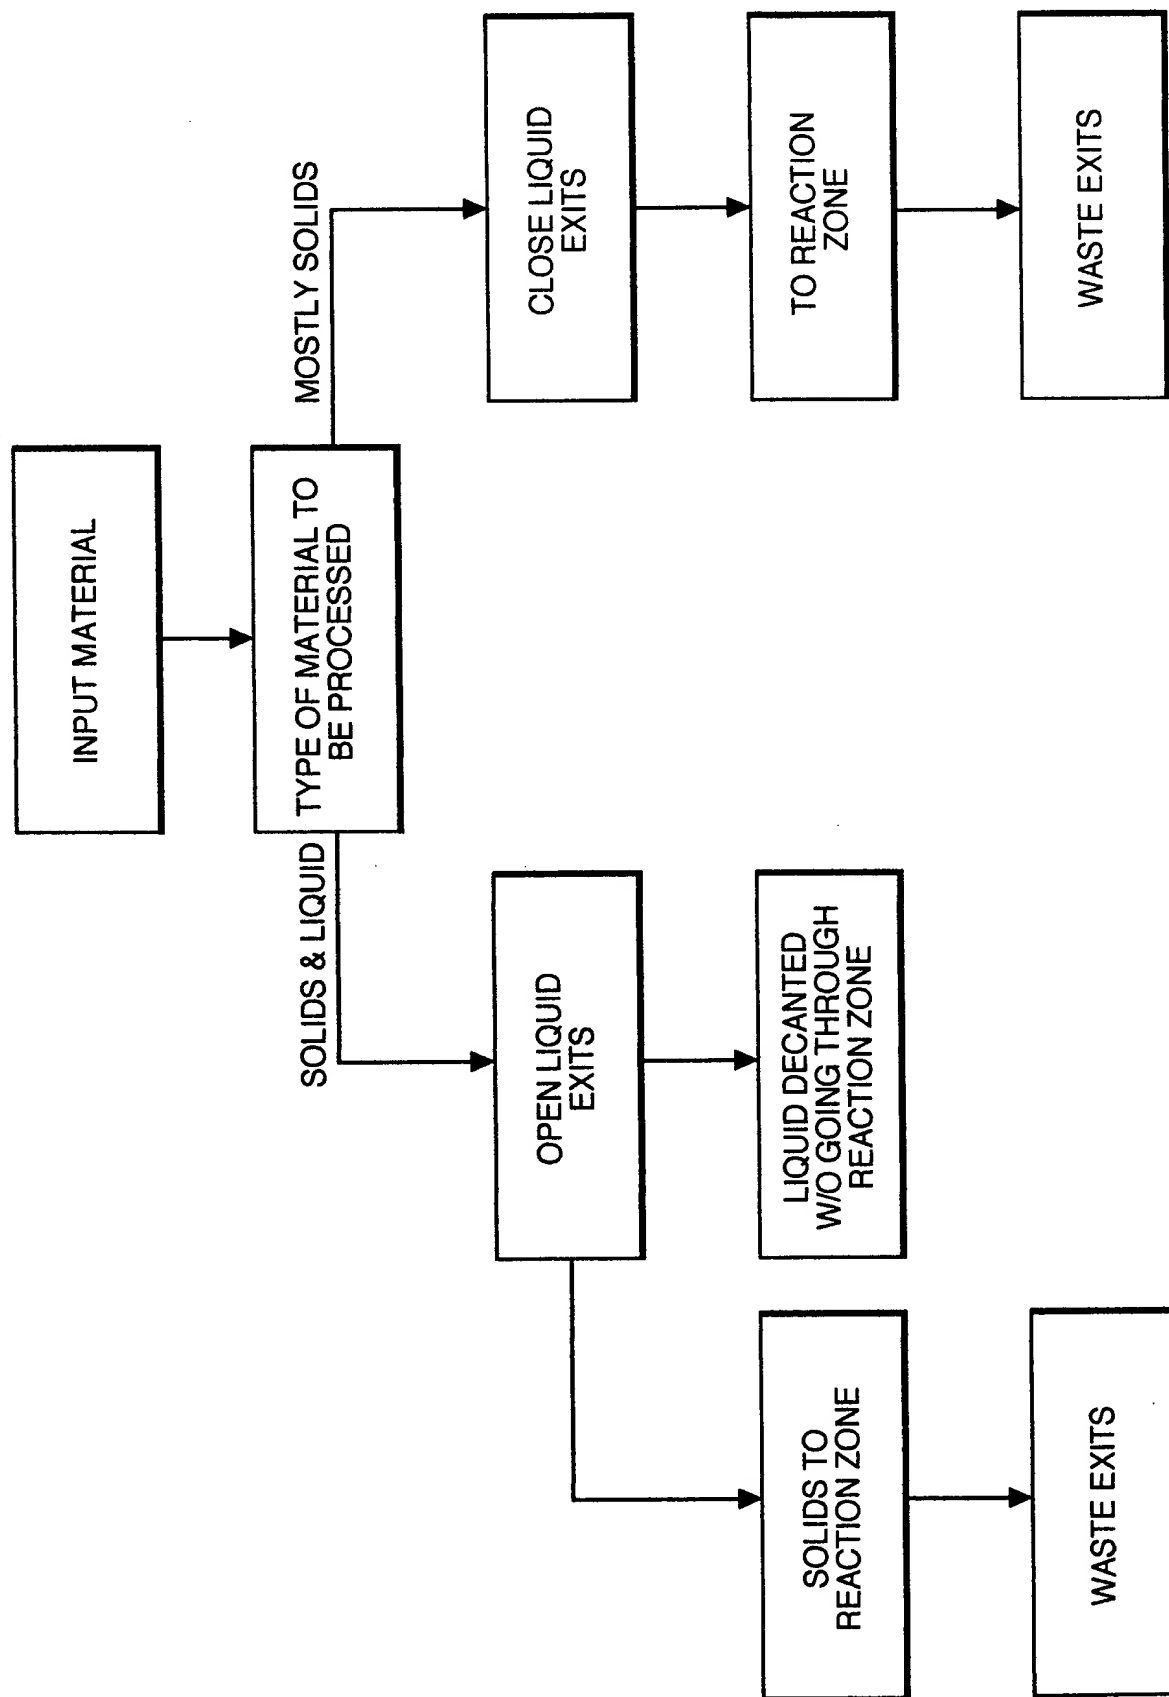 INPUT MATERIAL
TYPE OF MATERIAL TO
BE PROCESSED
SOLIDS & LIQUID
MOSTLY SOLIDS
OPEN LIQUID
EXITS
CLOSE LIQUID
EXITS
SOLIDS TO
REACTION ZONE
LIQUID DECANTED
W/O GOING THROUGH
REACTION ZONE
TO REACTION
ZONE
WASTE EXITS
WASTE EXITS